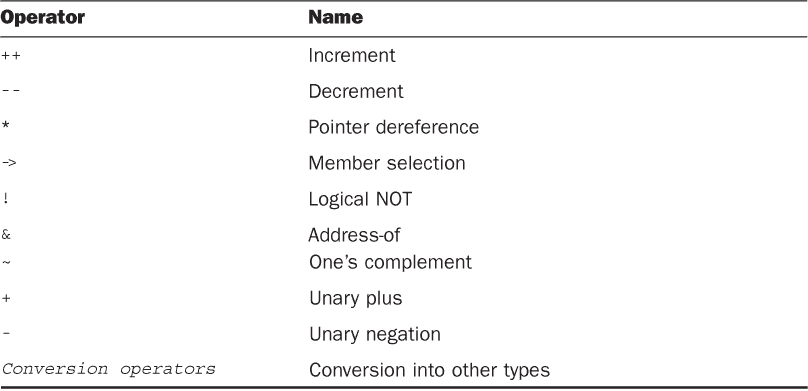 Operator Name
++ Increment
-- Decrement
* Pointer dereference
-> Member selection
! Logical NOT
& Address-of
~ One’s complement
+ Unary plus
- Unary negation
Conversion operators Conversion into other types